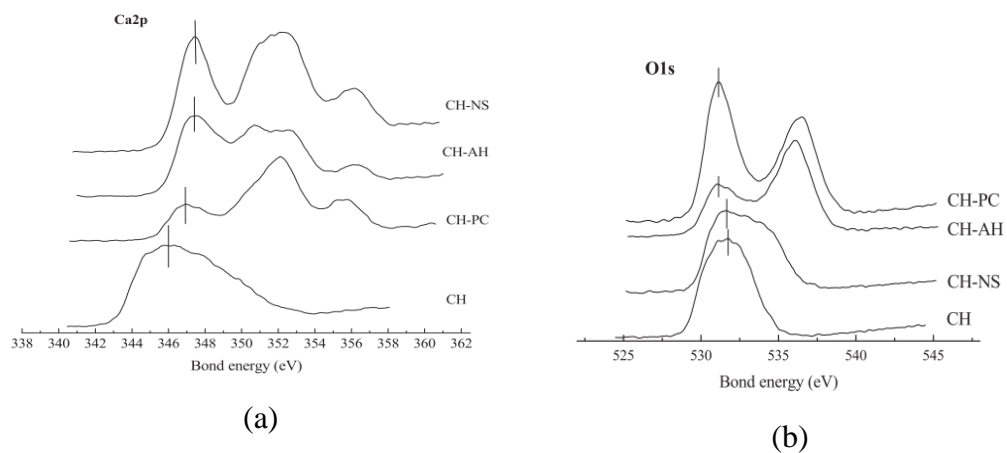 Ca2p
CH-NS
CH-AH
CH-PC
CH
338 340 342 344 346 348 350 352 354 356 358 360 362
Bond energy (eV)
(a)
O1s
CH-PC
CH-AH
CH-NS
CH
525 530 535 540 545
Bond energy (eV)
(b)